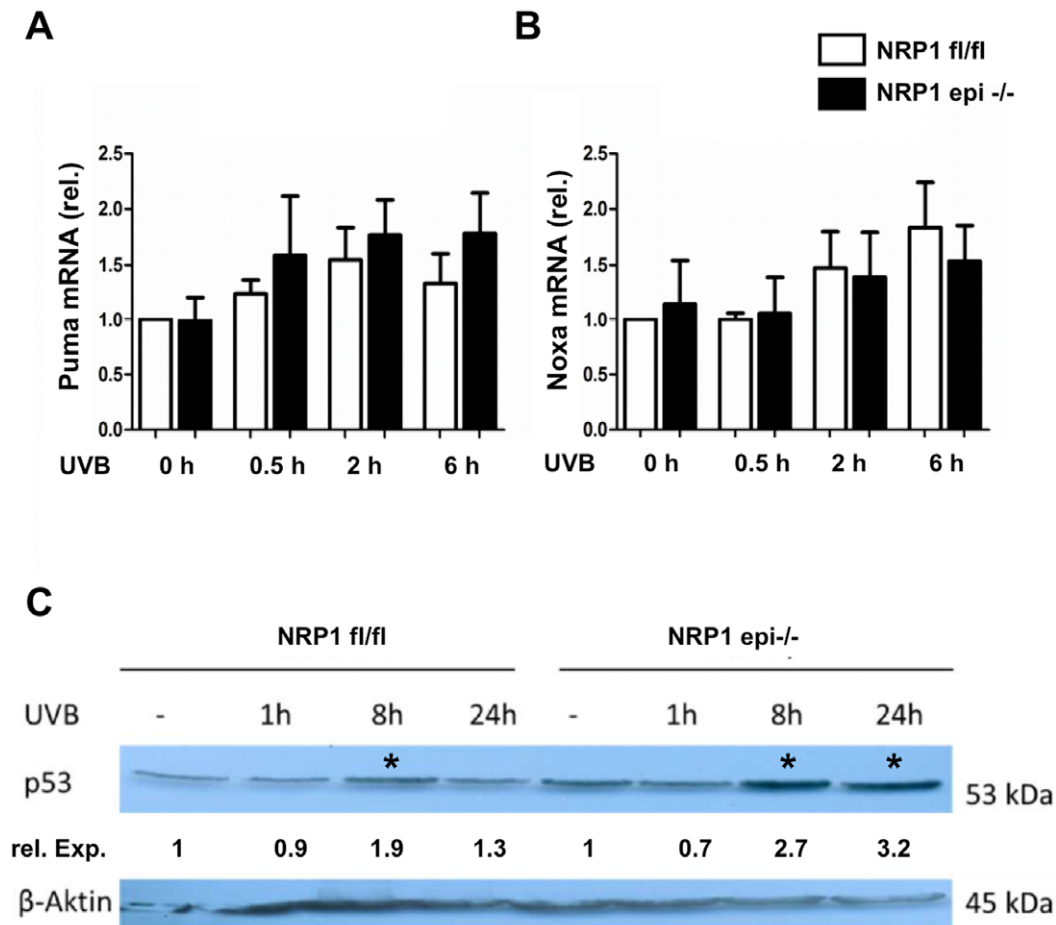 A
B
NRP1 fl/fl
NRP1 epi -/-
Puma mRNA (rel.)
2.5
2.0
1.5
1.0
0.5
0.0
UVB 0 h 0.5 h 2 h 6 h
Noxa mRNA (rel.)
2.5
2.0
1.5
1.0
0.5
0.0
UVB 0 h 0.5 h 2 h 6 h
C
NRP1 fl/fl NRP1 epi-/-
UVB - 1h 8h 24h - 1h 8h 24h
* * *
p53 53 kDa
rel. Exp. 1 0.9 1.9 1.3 1 0.7 2.7 3.2
β-Aktin 45 kDa